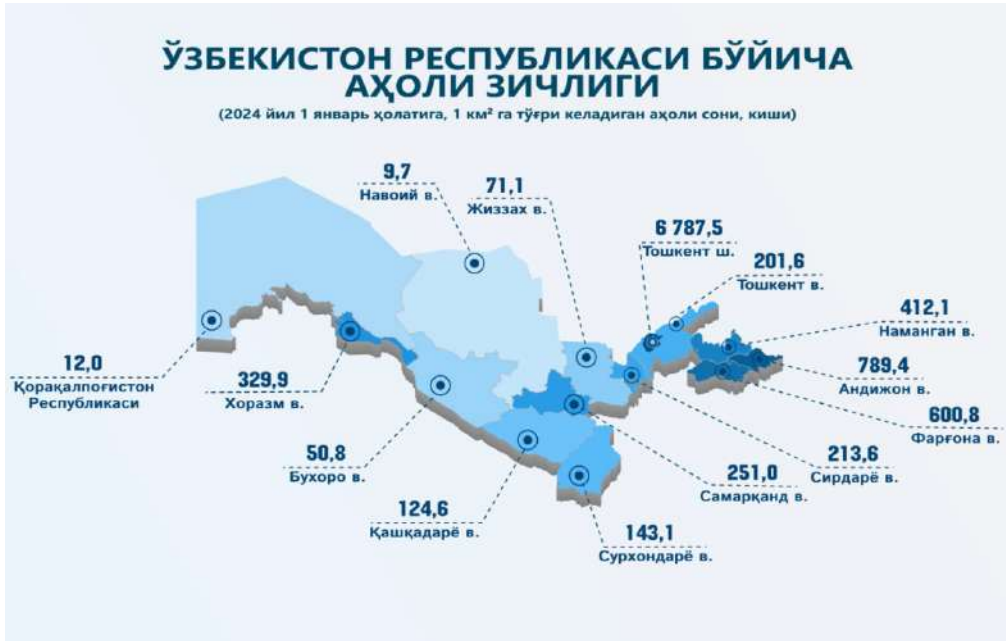 ЎЗБЕКИСТОН РЕСПУБЛИКАСИ БЎЙИЧА
АҲОЛИ ЗИЧЛИГИ
(2024 йил 1 январь ҳолатига, 1 км² га тўғри келадиган аҳоли сони, киши)
9,7
Навоий в.
71,1
Жиззах в.
6 787,5
Тошкент ш.
201,6
Тошкент в.
412,1
Наманган в.
12,0
Қорақалпоғистон
Республикаси
329,9
Хоразм в.
789,4
Андижон в.
600,8
Фарғона в.
50,8
Бухоро в.
213,6
Сирдарё в.
251,0
Самарқанд в.
124,6
Қашқадарё в.
143,1
Сурхондарё в.